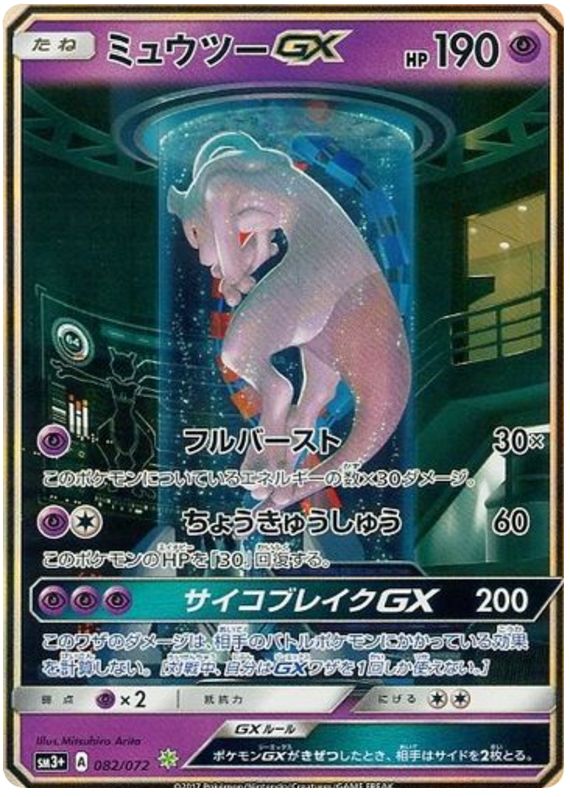 たね ミュウツーGX HP 190
64
フルバースト 30×
このポケモンについているエネルギーの数×30ダメージ。
ちょうきゅうしゅう 60
このポケモンのHPを「30」回復する。
サイコブレイクGX 200
このワザのダメージは、相手のバトルポケモンにかかっている効果
を計算しない。[対戦中、自分はGXワザを1回しか使えない。]
弱点 ×2 抵抗力 にげる
Illus. Mitsuhiro Arita
GXルール
ポケモンGXがきぜつしたとき、相手はサイドを2枚とる。
SM3+ A 082/072
©2017 Pokémon/Nintendo/Creatures/GAME FREAK